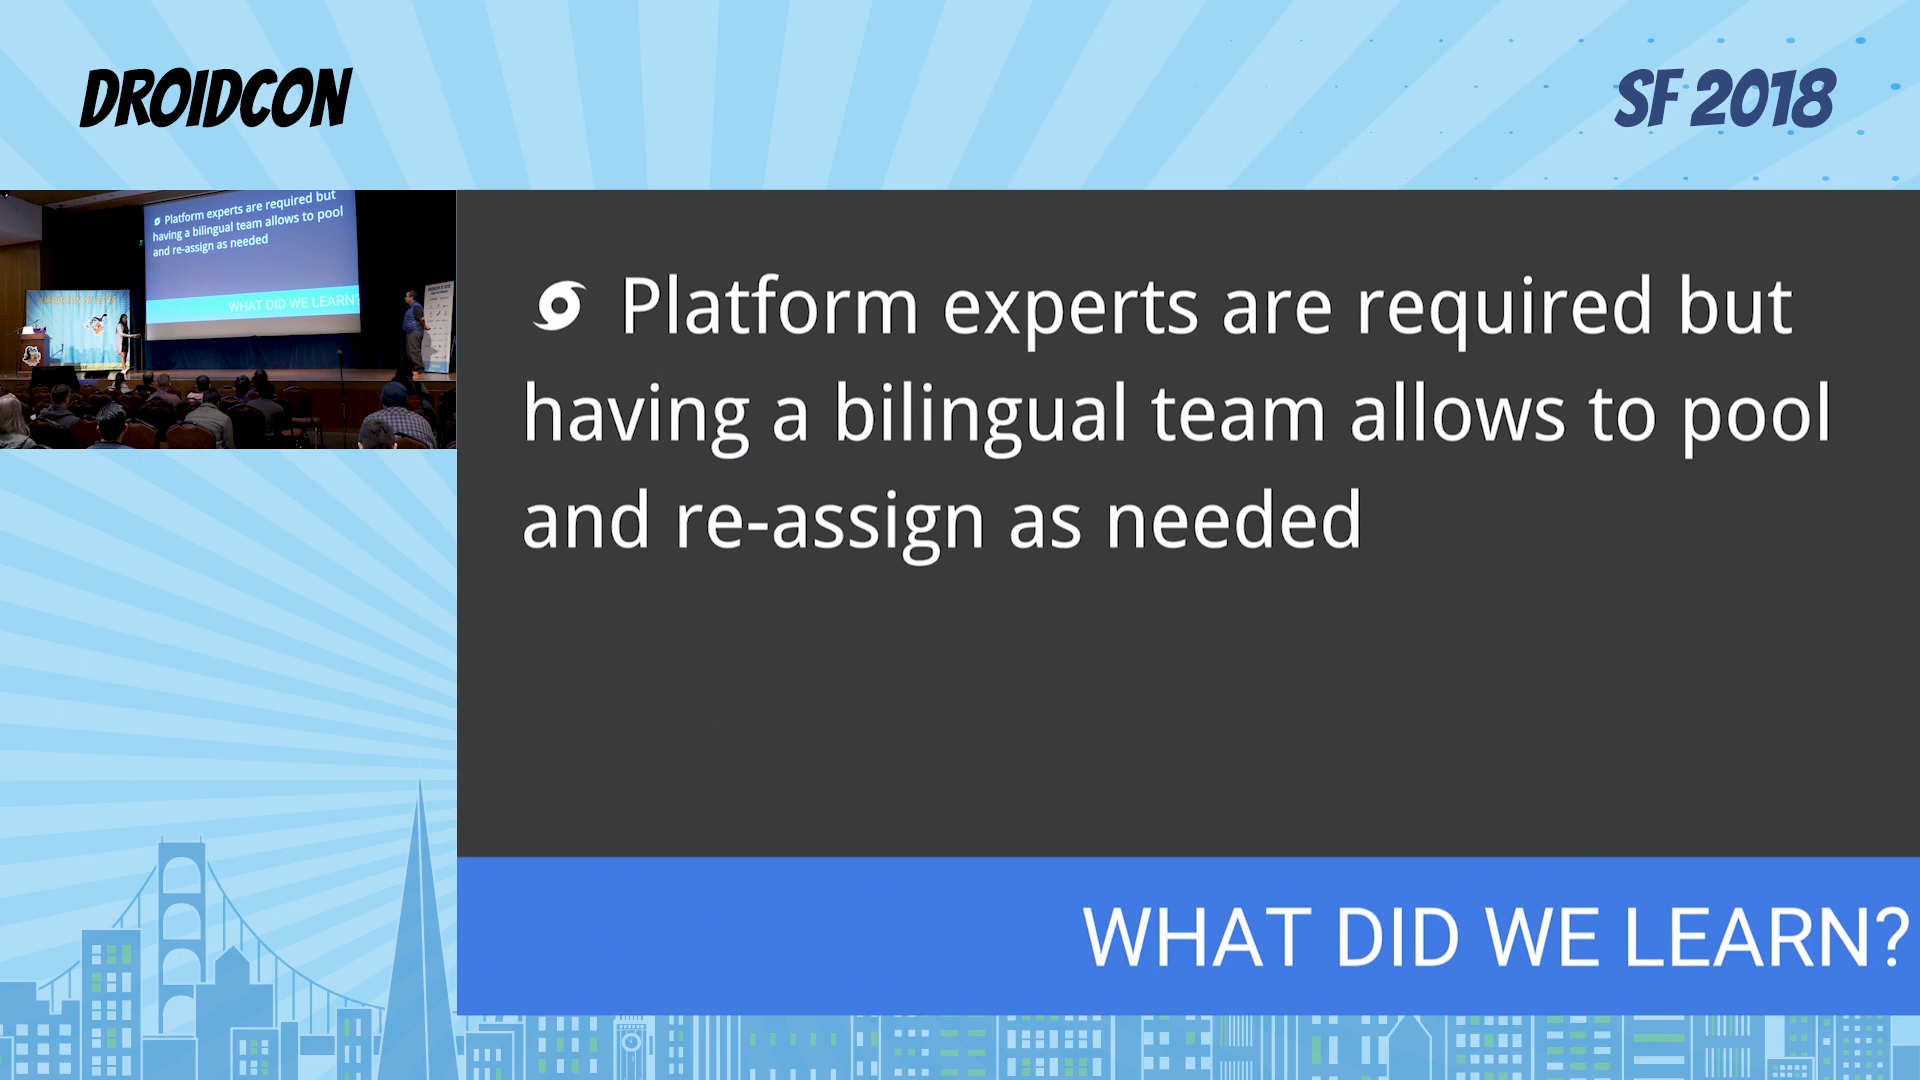 DROIDCON
SF 2018
Platform experts are required but
having a bilingual team allows to pool
and re-assign as needed
WHAT DID WE LEARN?
Platform experts are required but
having a bilingual team allows to pool
and re-assign as needed
WHAT DID WE LEARN?